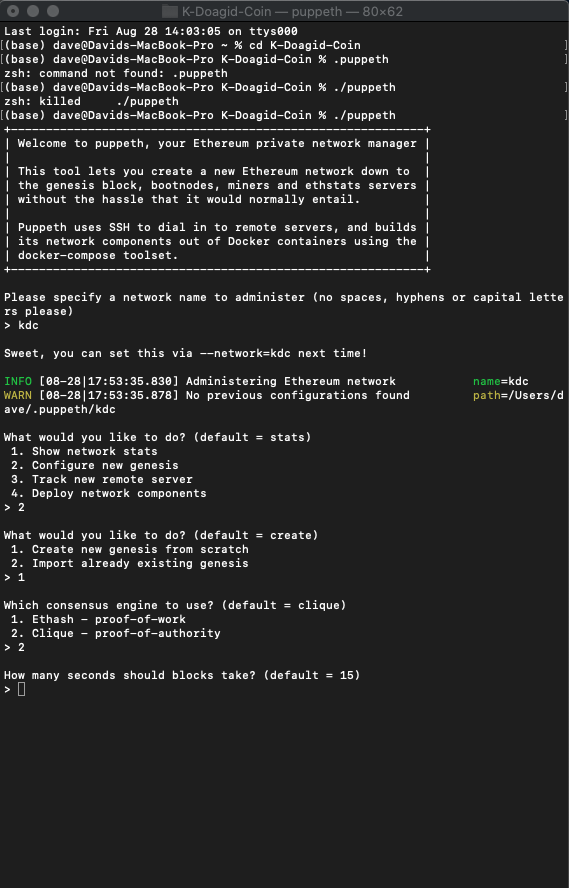 K-Doagid-Coin — puppeth — 80×62
Last login: Fri Aug 28 14:03:05 on ttys000
[(base) dave@Davids-MacBook-Pro ~ % cd K-Doagid-Coin ]
[(base) dave@Davids-MacBook-Pro K-Doagid-Coin % .puppeth ]
zsh: command not found: .puppeth
[(base) dave@Davids-MacBook-Pro K-Doagid-Coin % ./puppeth ]
zsh: killed     ./puppeth
[(base) dave@Davids-MacBook-Pro K-Doagid-Coin % ./puppeth ]
+-----------------------------------------------------------+
| Welcome to puppeth, your Ethereum private network manager |
|                                                           |
| This tool lets you create a new Ethereum network down to  |
| the genesis block, bootnodes, miners and ethstats servers |
| without the hassle that it would normally entail.         |
|                                                           |
| Puppeth uses SSH to dial in to remote servers, and builds |
| its network components out of Docker containers using the |
| docker-compose toolset.                                   |
+-----------------------------------------------------------+
Please specify a network name to administer (no spaces, hyphens or capital lette
rs please)
> kdc
Sweet, you can set this via --network=kdc next time!
INFO [08-28|17:53:35.830] Administering Ethereum network           name=kdc
WARN [08-28|17:53:35.878] No previous configurations found         path=/Users/d
ave/.puppeth/kdc
What would you like to do? (default = stats)
 1. Show network stats
 2. Configure new genesis
 3. Track new remote server
 4. Deploy network components
> 2
What would you like to do? (default = create)
 1. Create new genesis from scratch
 2. Import already existing genesis
> 1
Which consensus engine to use? (default = clique)
 1. Ethash - proof-of-work
 2. Clique - proof-of-authority
> 2
How many seconds should blocks take? (default = 15)
>